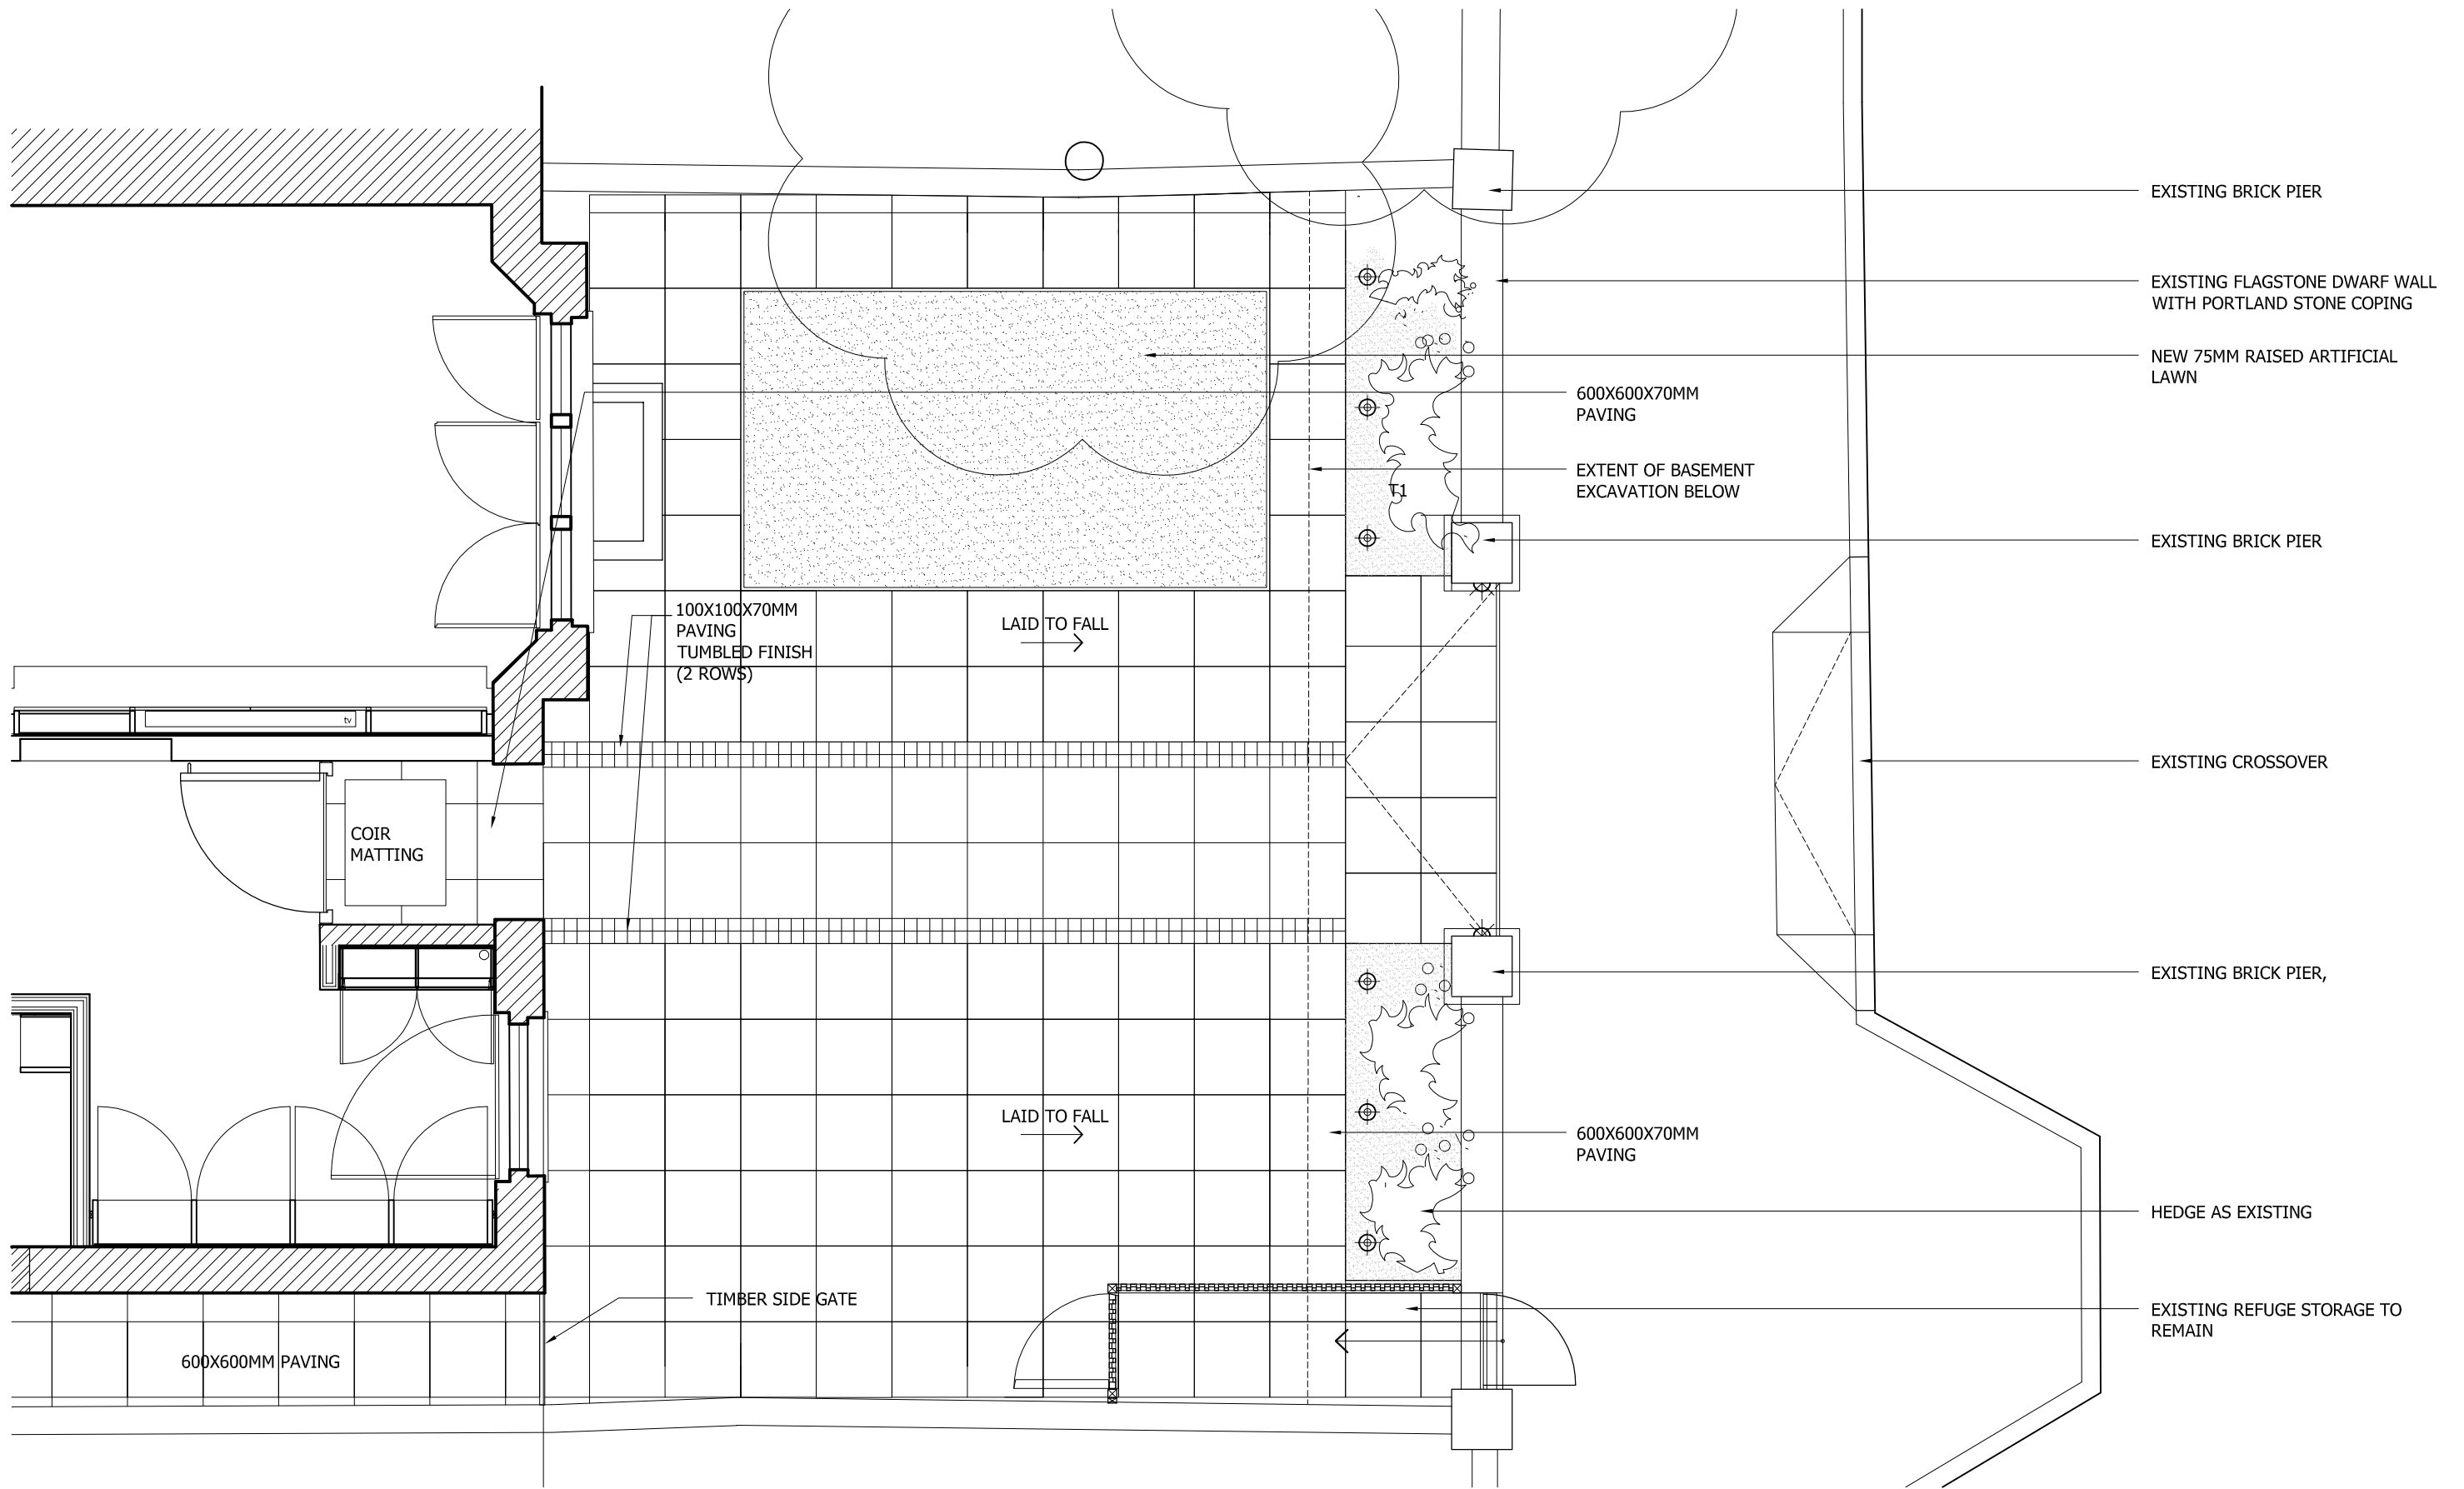 EXISTING BRICK PIER
EXISTING FLAGSTONE DWARF WALL
WITH PORTLAND STONE COPING
NEW 75MM RAISED ARTIFICIAL
LAWN
600X600X70MM
PAVING
EXTENT OF BASEMENT
EXCAVATION BELOW
T1
EXISTING BRICK PIER
100X100X70MM
PAVING
TUMBLED FINISH
(2 ROWS)
LAID TO FALL
tv
EXISTING CROSSOVER
COIR
MATTING
EXISTING BRICK PIER,
LAID TO FALL
600X600X70MM
PAVING
HEDGE AS EXISTING
TIMBER SIDE GATE
EXISTING REFUGE STORAGE TO
REMAIN
600X600MM PAVING